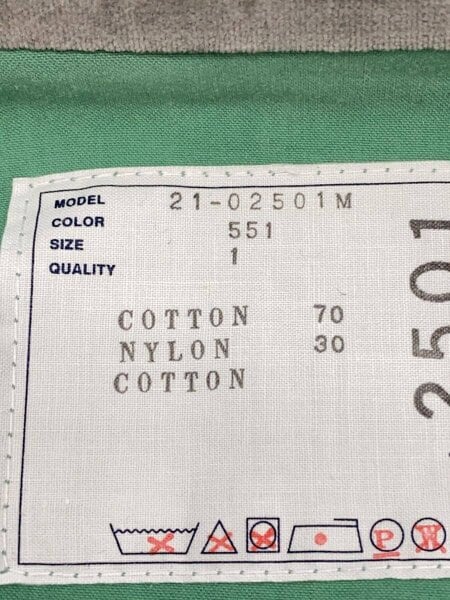 MODEL 21-02501M
COLOR 551
SIZE 1
QUALITY
COTTON 70
NYLON 30
COTTON
2501
P W